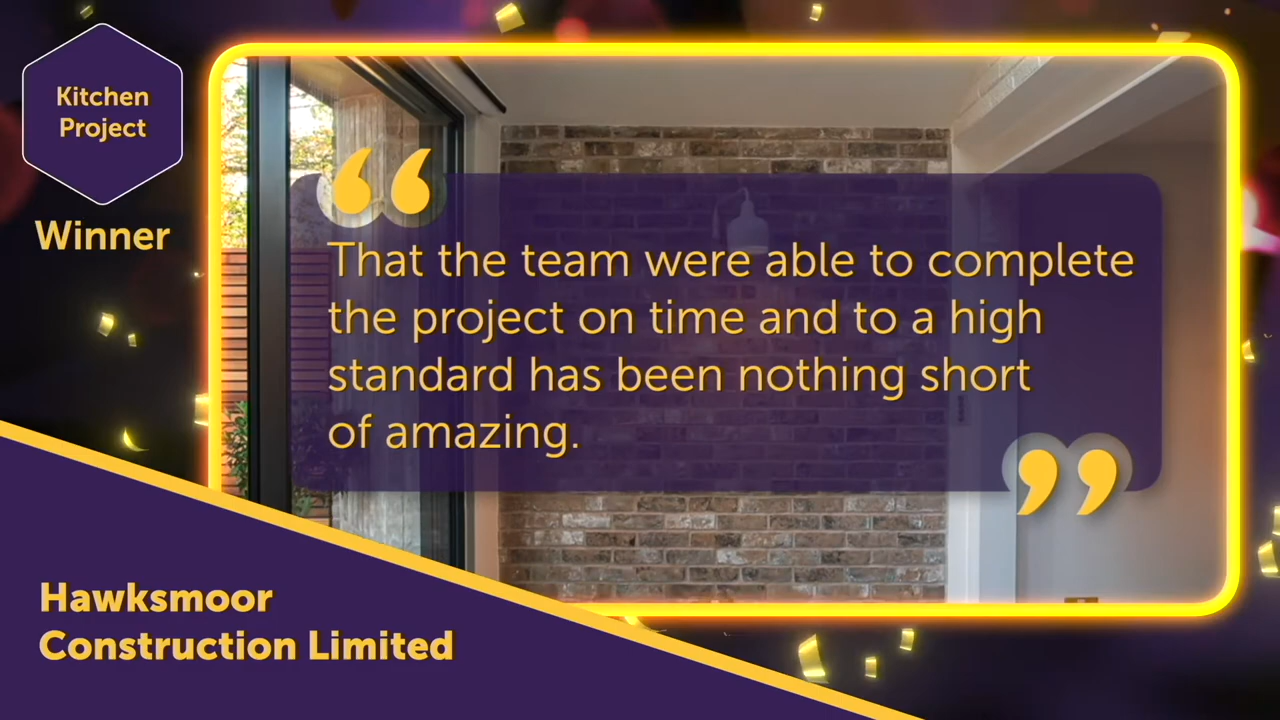 Kitchen
Project
Winner
“
That the team were able to complete
the project on time and to a high
standard has been nothing short
of amazing.
”
Hawksmoor
Construction Limited